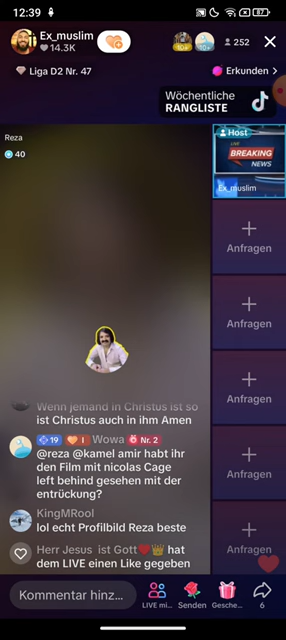 12:39
87
Ex_muslim
14.3K
10+
10+
252
Liga D2 Nr. 47
Erkunden
Wöchentliche
RANGLISTE
Reza
40
Host
LIVE
BREAKING
NEWS
Ex_muslim
Anfragen
Anfragen
Anfragen
Anfragen
Anfragen
Wenn jemand in Christus ist so
ist Christus auch in ihm Amen
19 I Wowa Nr. 2
@reza @kamel amir habt ihr
den Film mit nicolas Cage
left behind gesehen mit der
entrückung?
KingMRool
lol echt Profilbild Reza beste
Herr Jesus ist Gott❤️👑 hat
dem LIVE einen Like gegeben
Kommentar hinz...
LIVE mi...
Senden
Gesche...
6